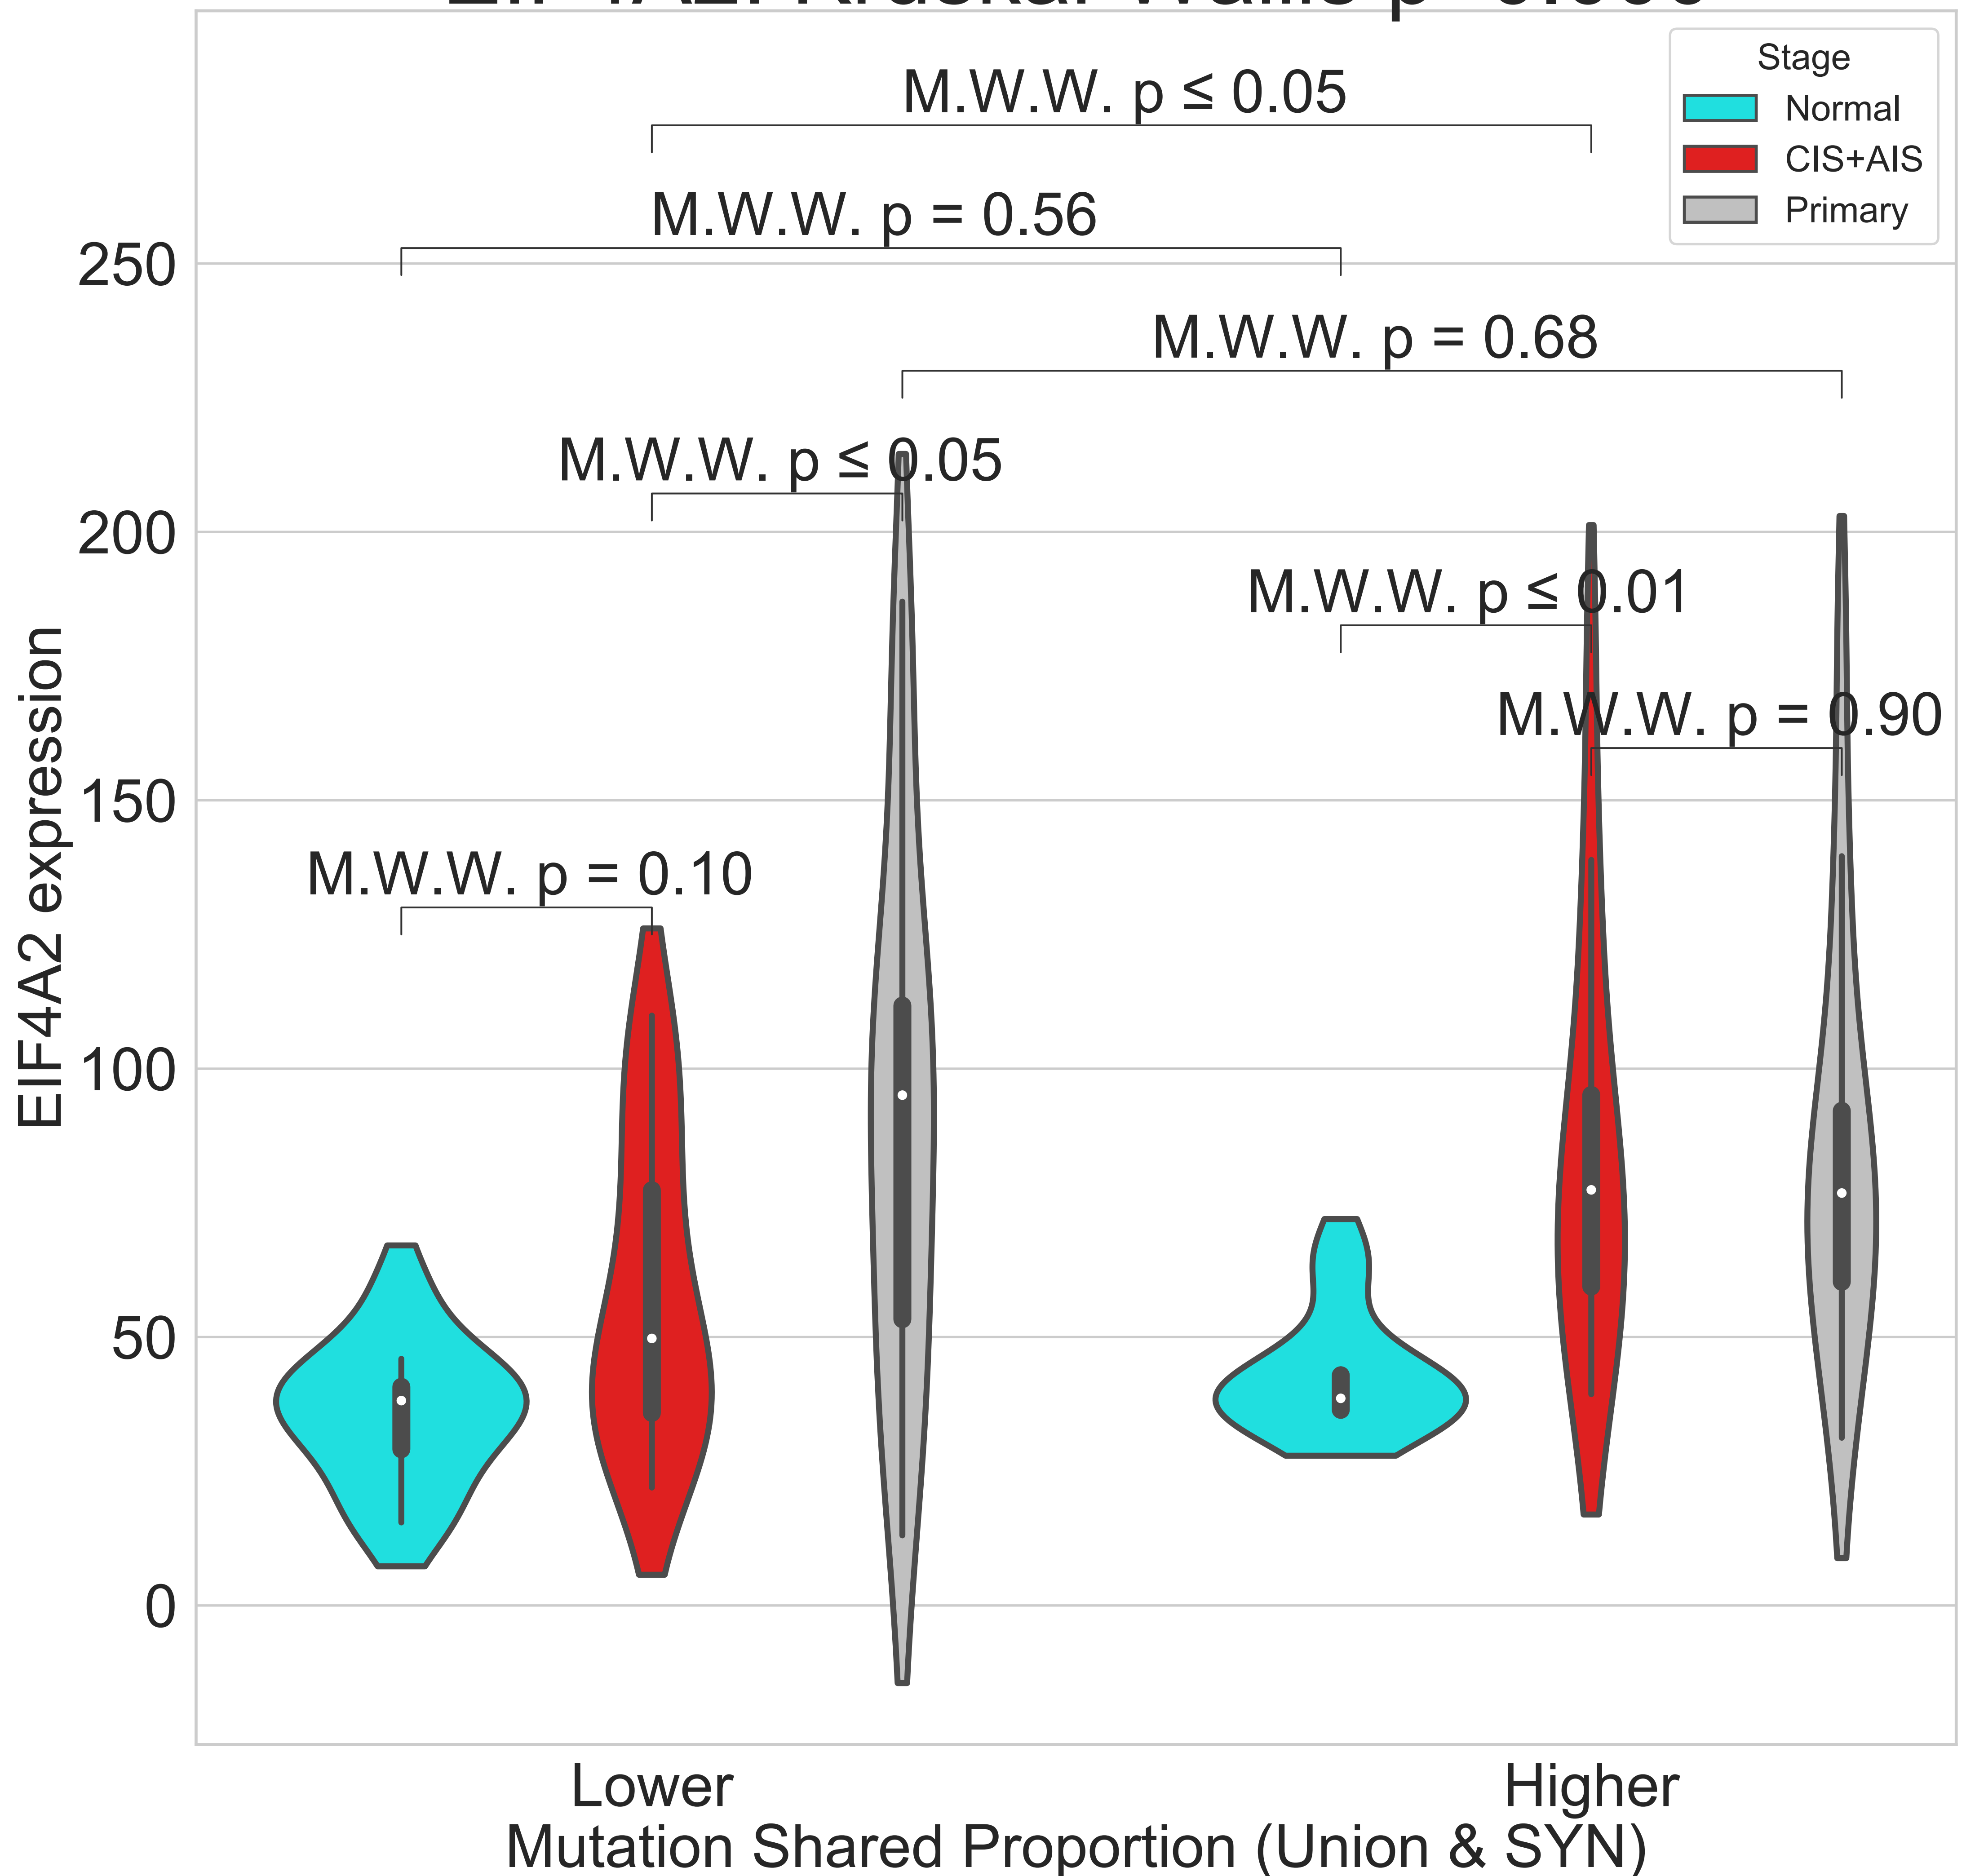 Stage
Normal
CIS+AIS
Primary
M.W.W. p ≤ 0.05
M.W.W. p = 0.56
M.W.W. p = 0.68
M.W.W. p ≤ 0.05
M.W.W. p ≤ 0.01
M.W.W. p = 0.90
M.W.W. p = 0.10
250
200
150
100
50
0
EIF4A2 expression
Lower
Higher
Mutation Shared Proportion (Union & SYN)